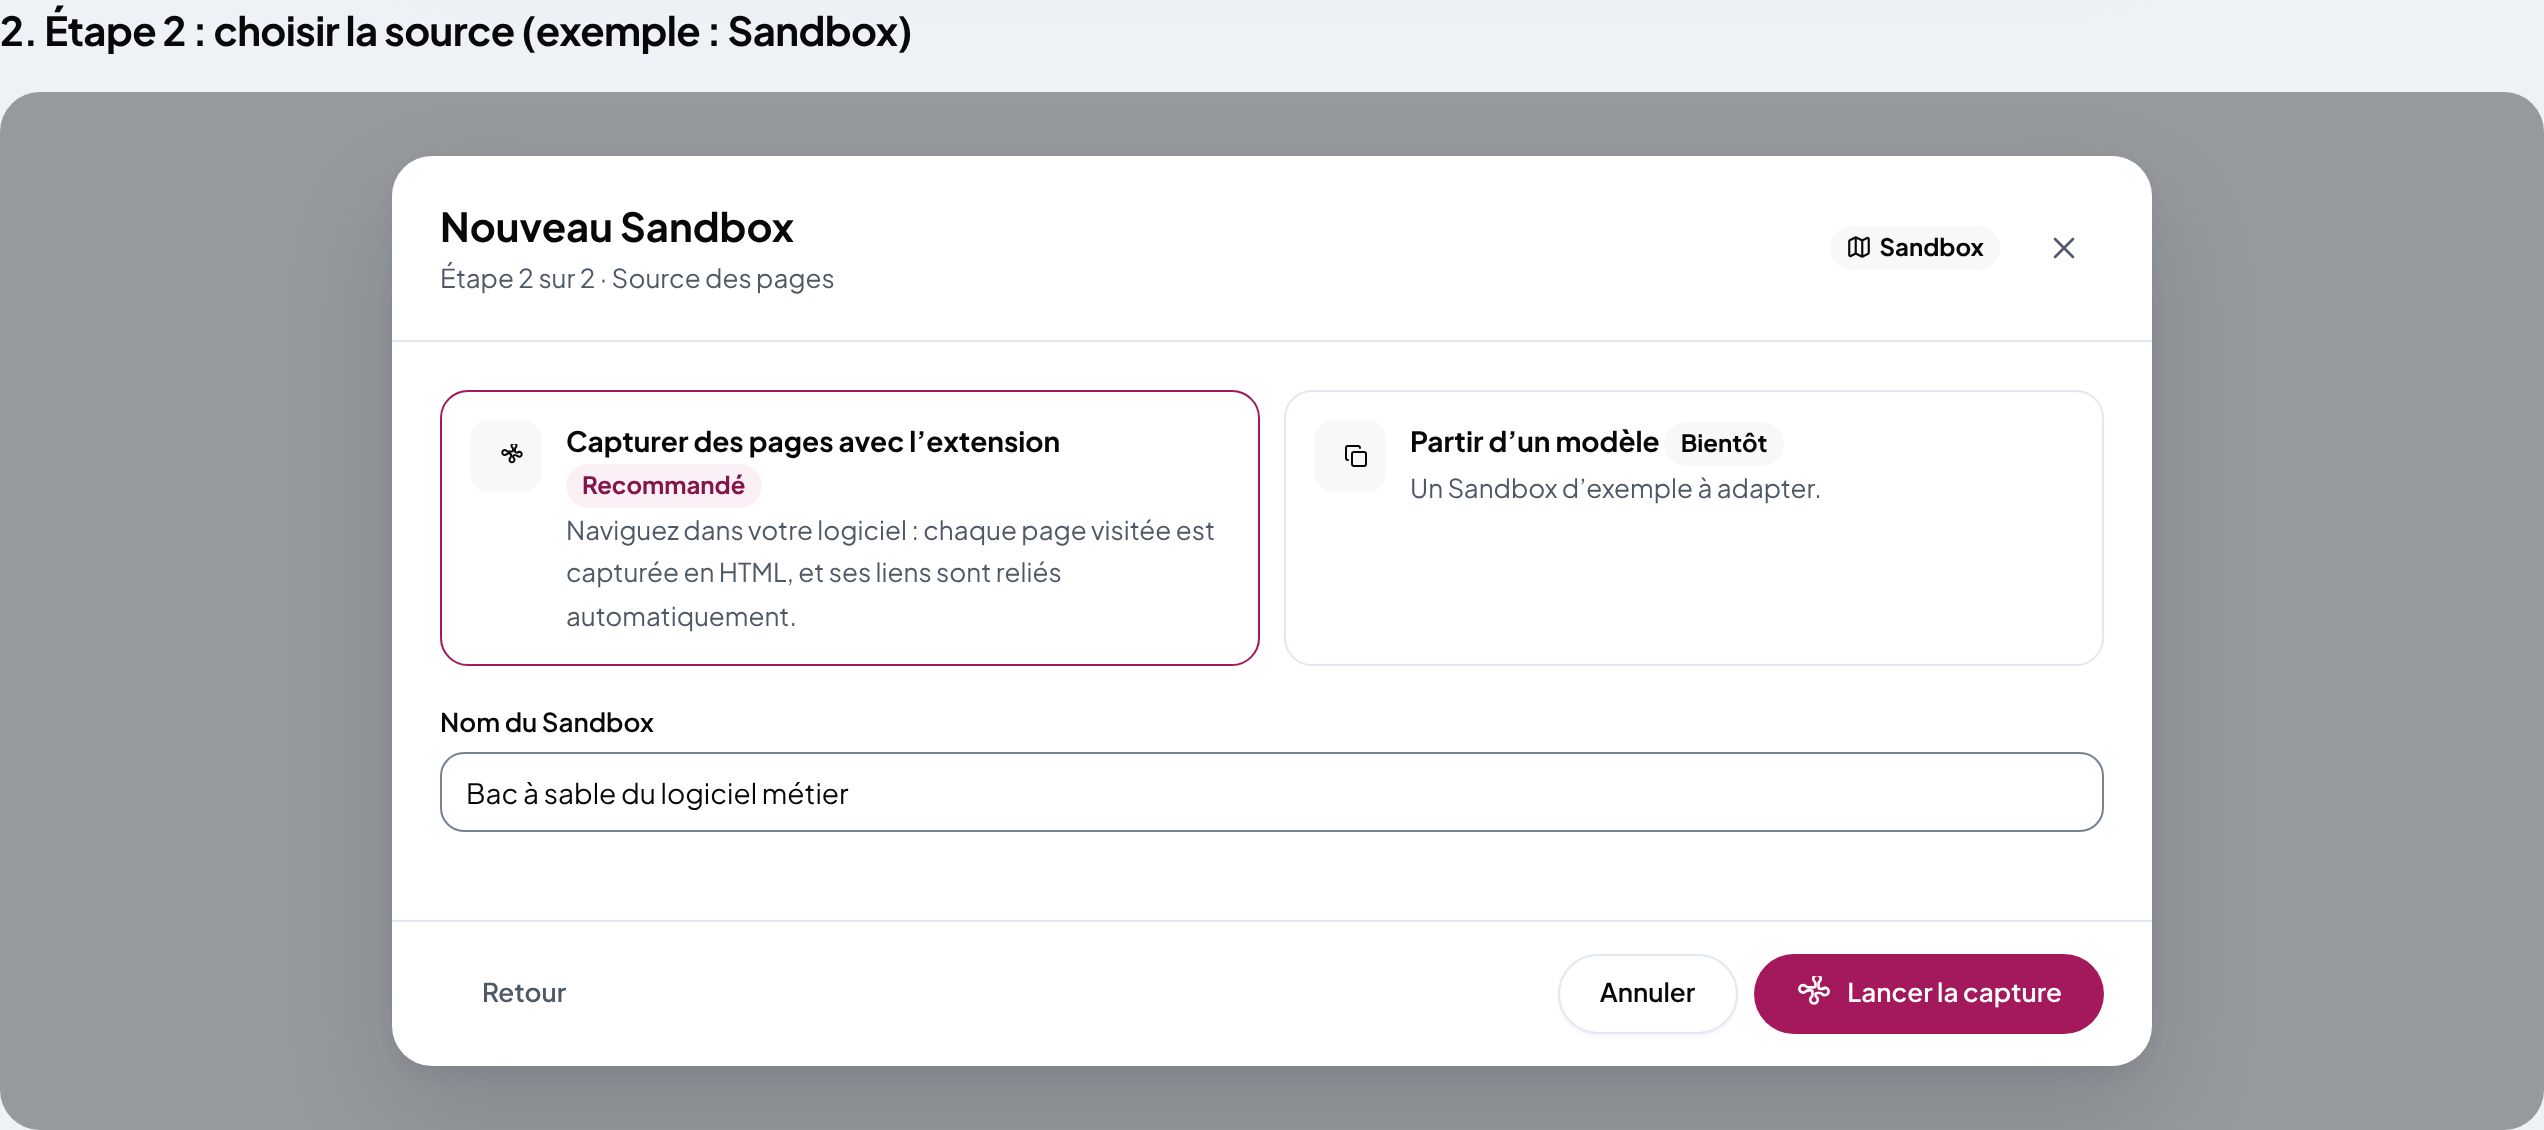 2. Étape 2 : choisir la source (exemple : Sandbox)
Nouveau Sandbox
Étape 2 sur 2 · Source des pages
Sandbox
Capturer des pages avec l’extension
Recommandé
Naviguez dans votre logiciel : chaque page visitée est
capturée en HTML, et ses liens sont reliés
automatiquement.
Partir d’un modèle Bientôt
Un Sandbox d’exemple à adapter.
Nom du Sandbox
Bac à sable du logiciel métier
Retour
Annuler
Lancer la capture